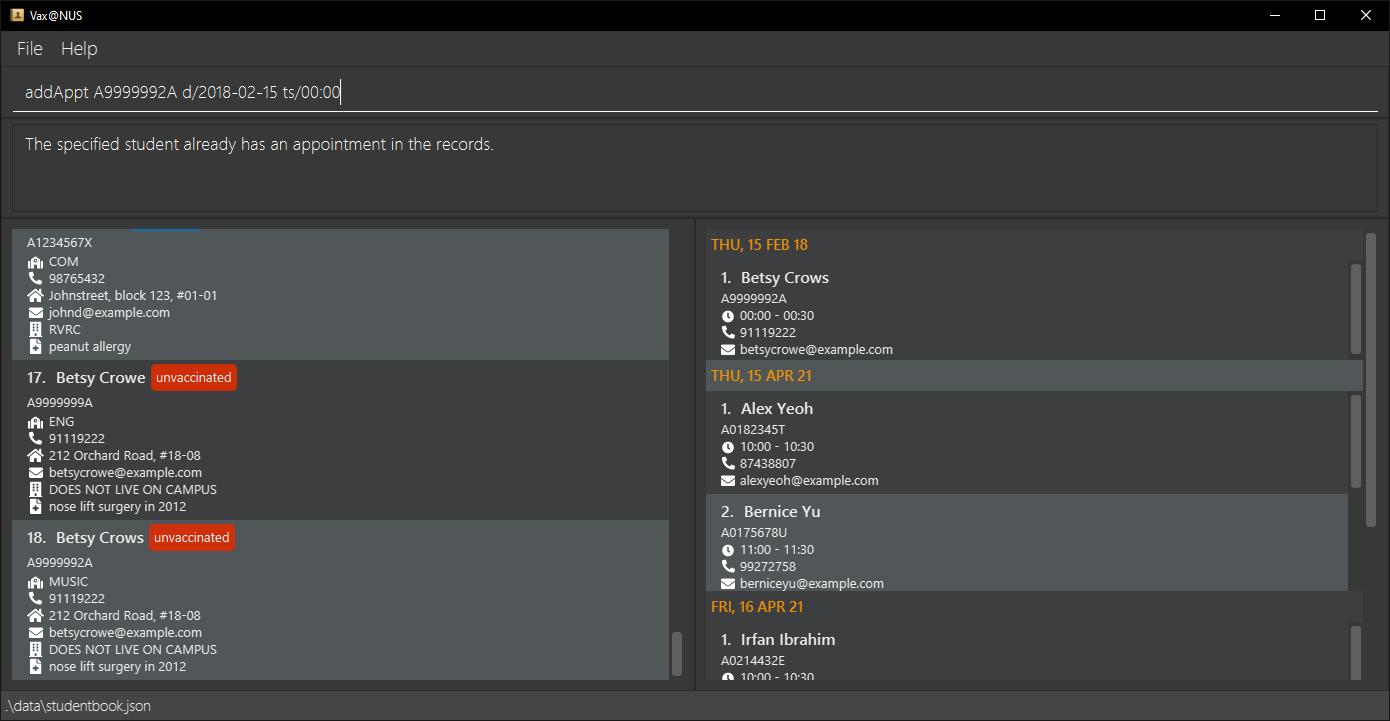 Vax@NUS
File Help
addAppt A9999992A d/2018-02-15 ts/00:00
The specified student already has an appointment in the records.
A1234567X
COM
98765432
Johnstreet, block 123, #01-01
johnd@example.com
RVRC
peanut allergy
17. Betsy Crowe unvaccinated
A9999999A
ENG
91119222
212 Orchard Road, #18-08
betsycrowe@example.com
DOES NOT LIVE ON CAMPUS
nose lift surgery in 2012
18. Betsy Crows unvaccinated
A9999992A
MUSIC
91119222
212 Orchard Road, #18-08
betsycrowe@example.com
DOES NOT LIVE ON CAMPUS
nose lift surgery in 2012
THU, 15 FEB 18
1. Betsy Crows
A9999992A
00:00 - 00:30
91119222
betsycrowe@example.com
THU, 15 APR 21
1. Alex Yeoh
A0182345T
10:00 - 10:30
87438807
alexyeoh@example.com
2. Bernice Yu
A0175678U
11:00 - 11:30
99272758
berniceyu@example.com
FRI, 16 APR 21
1. Irfan Ibrahim
A0214432E
10:00 - 10:30
.\data\studentbook.json